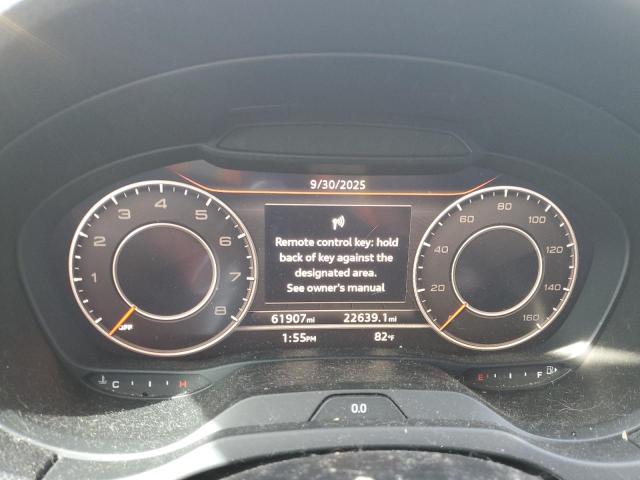 9/30/2025
Remote control key: hold
back of key against the
designated area.
See owner's manual
1 2 3 4 5 6 7 8
OFF
20 40 60 80 100 120 140 160
61907mi 22639.1mi
1:55PM 82°F
C H
E F
0.0